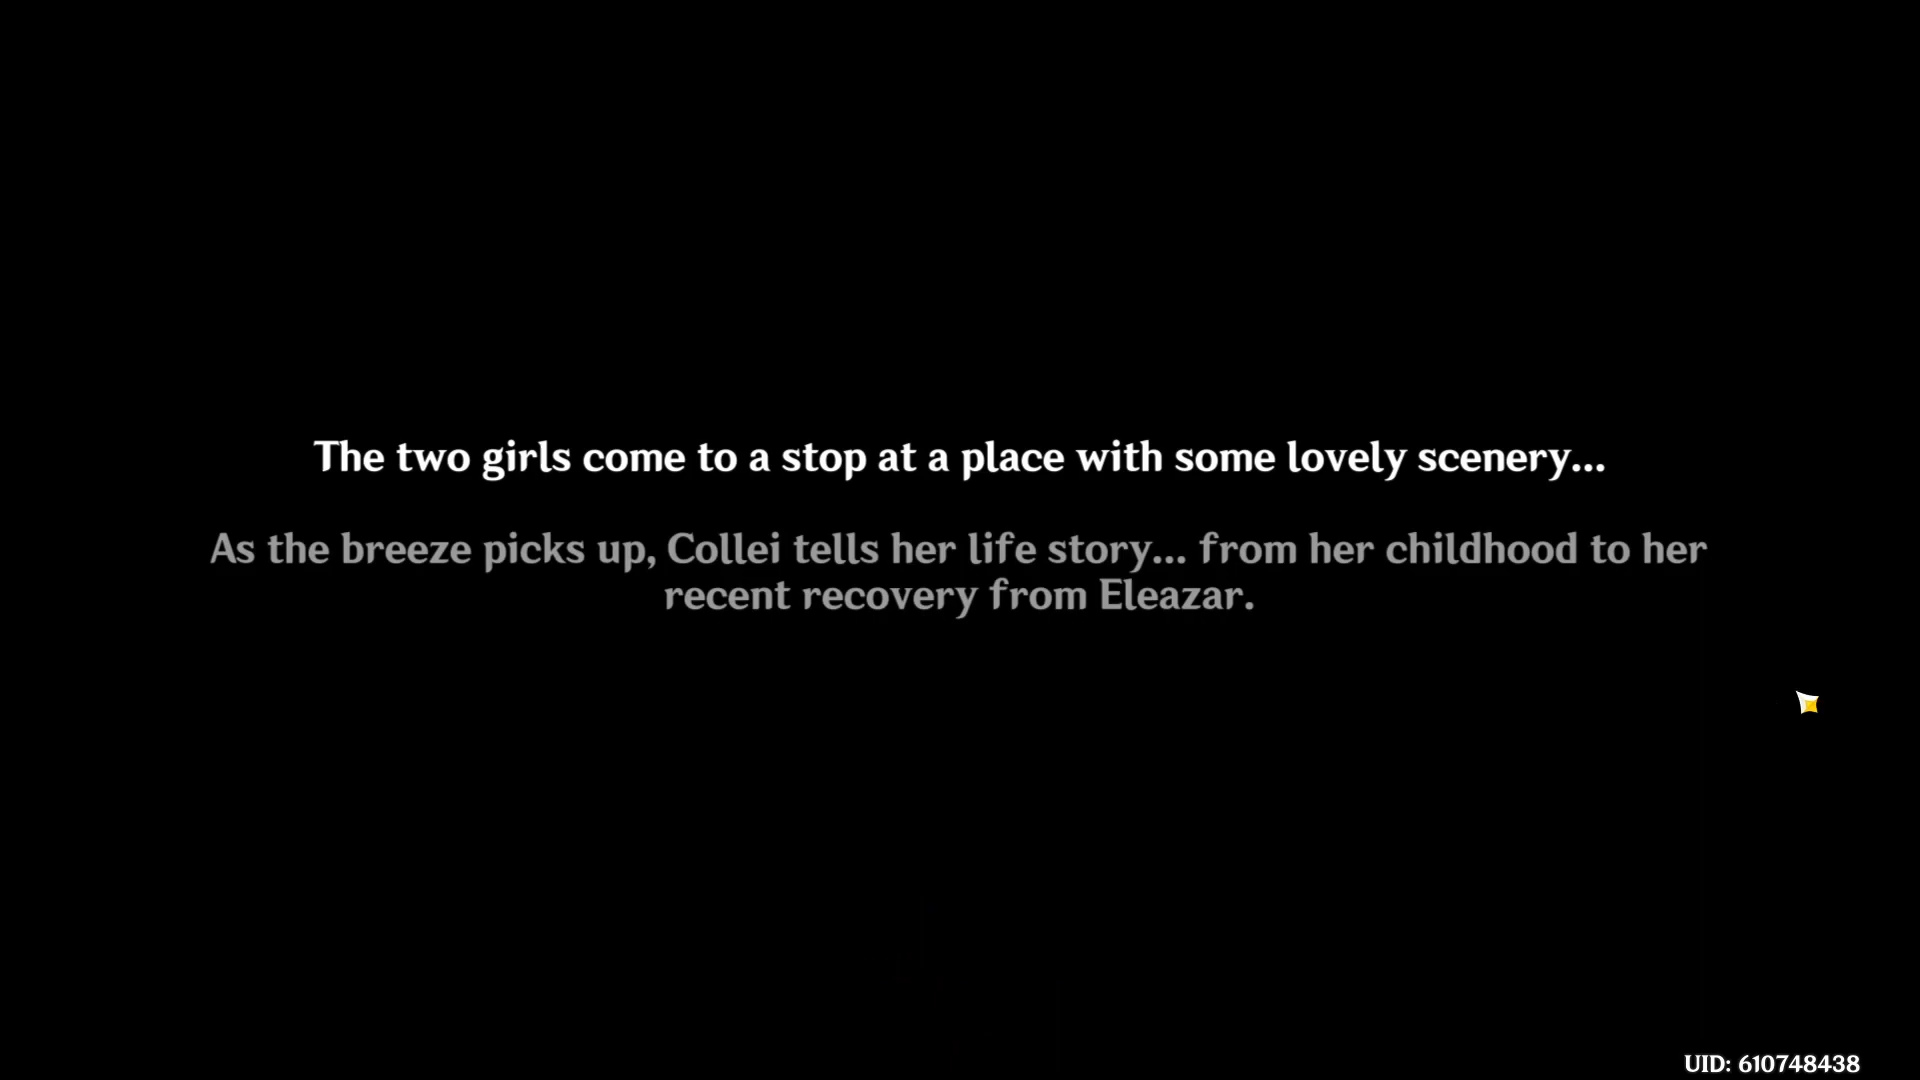 The two girls come to a stop at a place with some lovely scenery...
As the breeze picks up, Collei tells her life story... from her childhood to her
recent recovery from Eleazar.
UID: 610748438